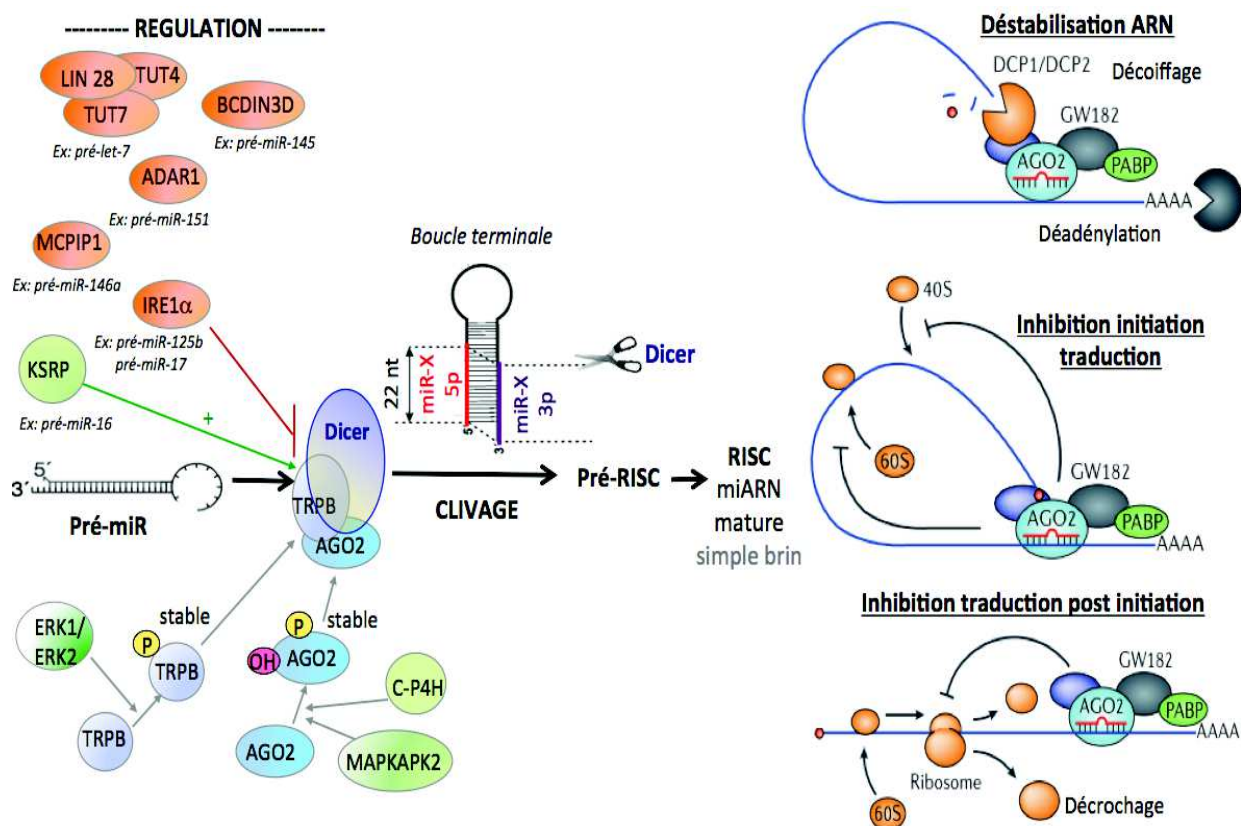 --------- REGULATION --------
LIN 28
TUT4
TUT7
Ex: pré-let-7
BCDIN3D
Ex: pré-miR-145
ADAR1
Ex: pré-miR-151
MCPIP1
Ex: pré-miR-146a
IRE1α
Ex: pré-miR-125b
pré-miR-17
KSRP
Ex: pré-miR-16
+
5´
3´
Pré-miR
Dicer
TRPB
AGO2
CLIVAGE
Boucle terminale
22 nt
miR-X
5p
miR-X
3p
5
3
Dicer
Pré-RISC
RISC
miARN
mature
simple brin
ERK1/
ERK2
P
stable
TRPB
TRPB
P
stable
OH
AGO2
AGO2
C-P4H
MAPKAPK2
Déstabilisation ARN
DCP1/DCP2
Décoiffage
GW182
AGO2
PABP
AAAA
Déadénylation
40S
Inhibition initiation
traduction
60S
GW182
AGO2
PABP
AAAA
Inhibition traduction post initiation
GW182
AGO2
PABP
AAAA
Ribosome
60S
Décrochage